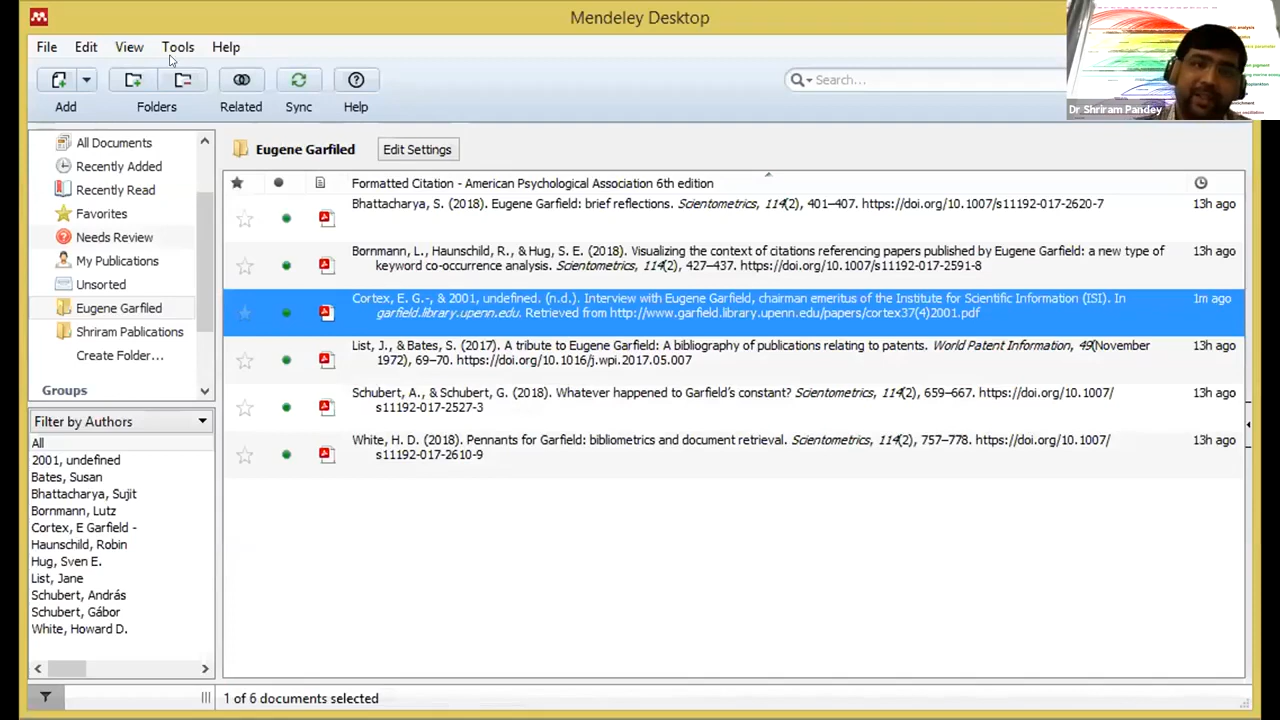 Mendeley Desktop
File Edit View Tools Help
Search...
Add Folders Related Sync Help
Dr Shriram Pandey
All Documents
Recently Added
Recently Read
Favorites
Needs Review
My Publications
Unsorted
Eugene Garfiled
Shriram Pablications
Create Folder...
Groups
Filter by Authors
All
2001, undefined
Bates, Susan
Bhattacharya, Sujit
Bornmann, Lutz
Cortex, E Garfield -
Haunschild, Robin
Hug, Sven E.
List, Jane
Schubert, András
Schubert, Gábor
White, Howard D.
Eugene Garfiled Edit Settings
Formatted Citation - American Psychological Association 6th edition
Bhattacharya, S. (2018). Eugene Garfield: brief reflections. Scientometrics, 114(2), 401–407. https://doi.org/10.1007/s11192-017-2620-7 13h ago
Bornmann, L., Haunschild, R., & Hug, S. E. (2018). Visualizing the context of citations referencing papers published by Eugene Garfield: a new type of 13h ago
keyword co-occurrence analysis. Scientometrics, 114(2), 427–437. https://doi.org/10.1007/s11192-017-2591-8
Cortex, E. G.-, & 2001, undefined. (n.d.). Interview with Eugene Garfield, chairman emeritus of the Institute for Scientific Information (ISI). In 1m ago
garfield.library.upenn.edu. Retrieved from http://www.garfield.library.upenn.edu/papers/cortex37(4)2001.pdf
List, J., & Bates, S. (2017). A tribute to Eugene Garfield: A bibliography of publications relating to patents. World Patent Information, 49(November 13h ago
1972), 69–70. https://doi.org/10.1016/j.wpi.2017.05.007
Schubert, A., & Schubert, G. (2018). Whatever happened to Garfield's constant? Scientometrics, 114(2), 659–667. https://doi.org/10.1007/ 13h ago
s11192-017-2527-3
White, H. D. (2018). Pennants for Garfield: bibliometrics and document retrieval. Scientometrics, 114(2), 757–778. https://doi.org/10.1007/ 13h ago
s11192-017-2610-9
1 of 6 documents selected